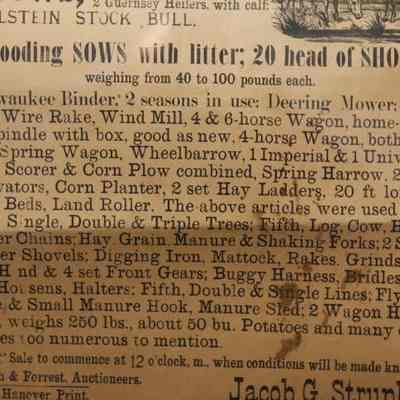 2 Guernsey Heifers, with calf;
LSTEIN STOCK BULL.
ooding SOWS with litter; 20 head of SHO
weighing from 40 to 100 pounds each.
waukee Binder, 2 seasons in use: Deering Mower;
Wire Rake, Wind Mill, 4 & 6-horse Wagon, home-
pindle with box, good as new, 4-horse Wagon, both
Spring Wagon, Wheelbarrow, 1 Imperial & 1 Univ
Scorer & Corn Plow combined, Spring Harrow, 2
vators, Corn Planter, 2 set Hay Ladders, 20 ft lo
Beds, Land Roller. The above articles were used
Single, Double & Triple Trees; Fifth, Log, Cow, H
er Chains; Hay, Grain, Manure & Shaking Forks; 2 S
er Shovels; Digging Iron, Mattock, Rakes, Grinds
H nd & 4 set Front Gears; Buggy Harness, Bridles
Housens, Halters: Fifth, Double & Single Lines; Fly
e, & Small Manure Hook, Manure Sled; 2 Wagon H
, weighs 250 lbs., about 50 bu. Potatoes and many o
es too numerous to mention.
Sale to commence at 12 o'clock, m., when conditions will be made kn
h & Forrest, Auctioneers.
Hanover Print.
Jacob G. Strun